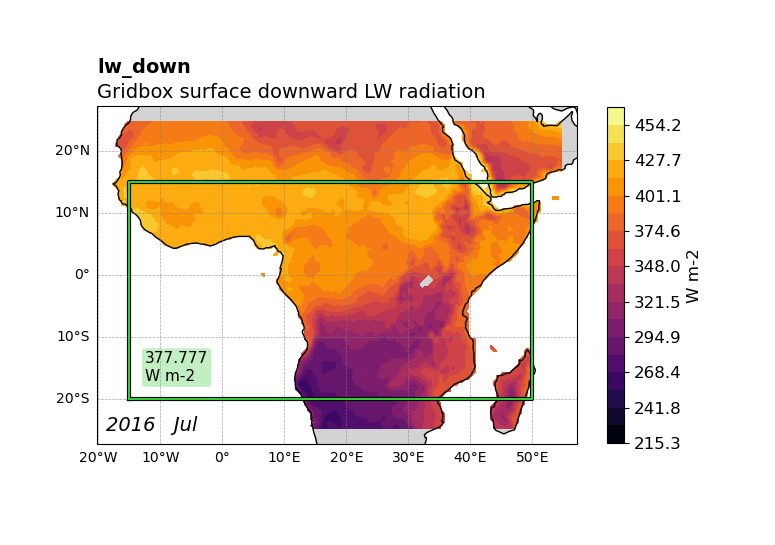 lw_down
Gridbox surface downward LW radiation
20°N
10°N
0°
10°S
20°S
20°W 10°W 0° 10°E 20°E 30°E 40°E 50°E
377.777
W m-2
2016 Jul
454.2
427.7
401.1
374.6
348.0
321.5
294.9
268.4
241.8
215.3
W m-2